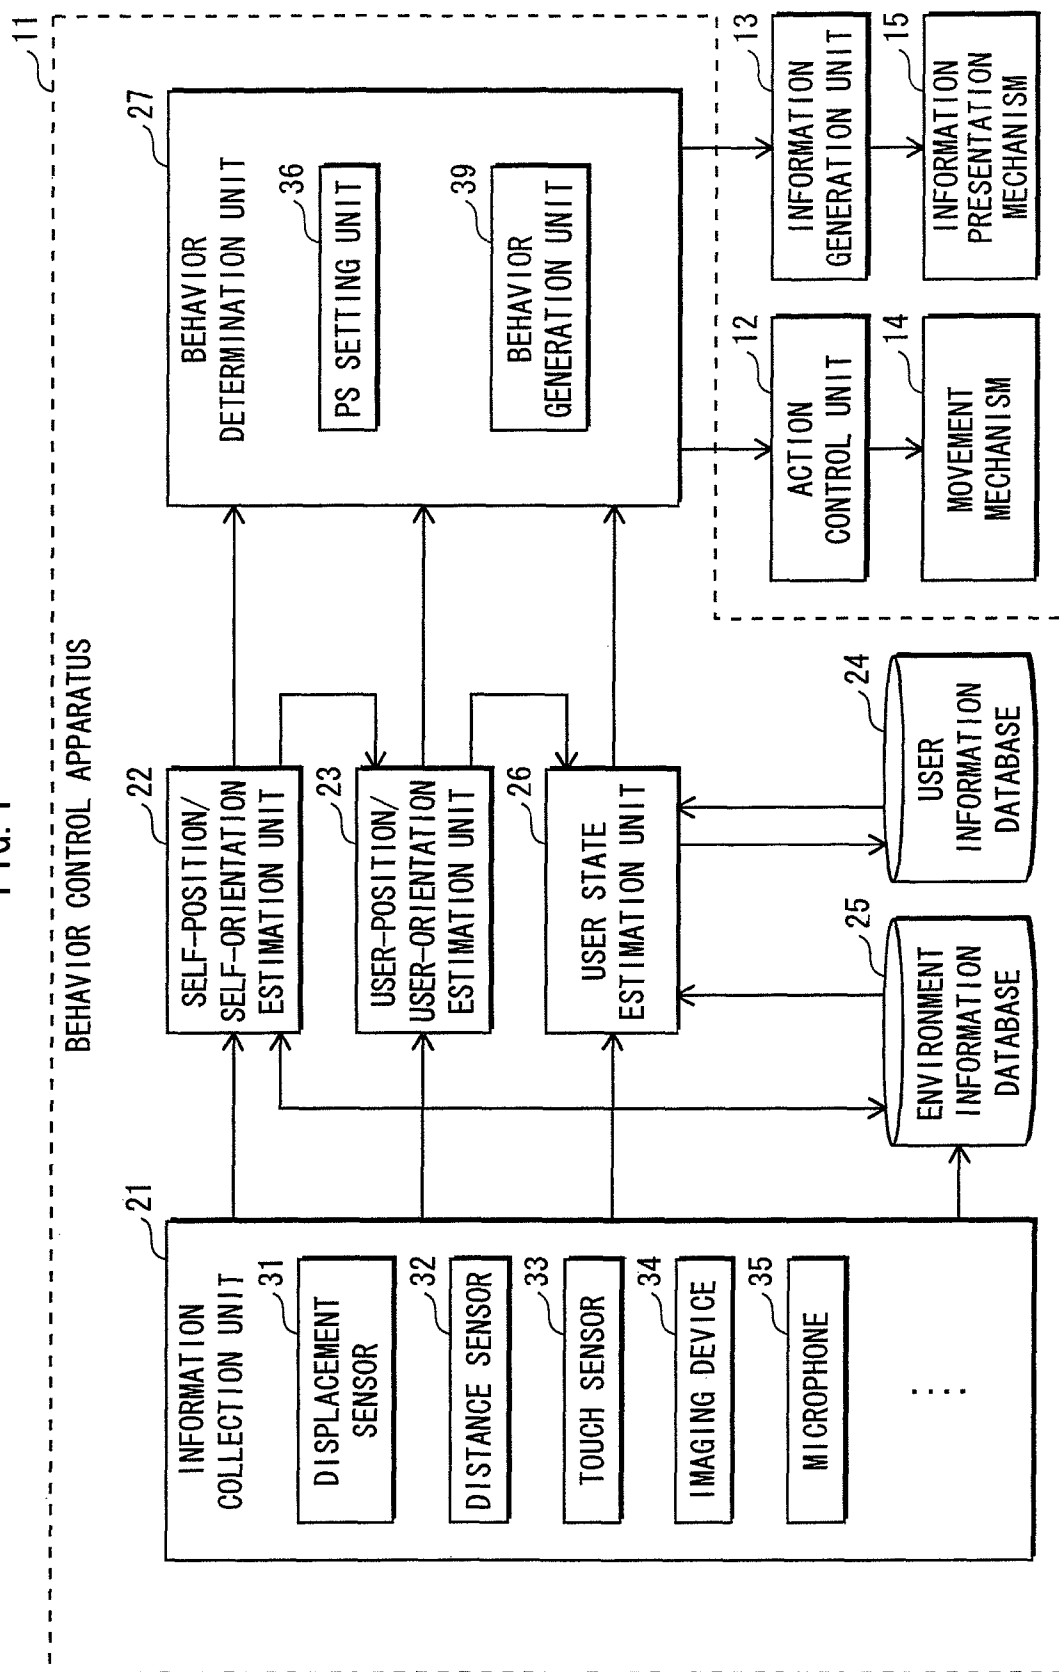 11
BEHAVIOR CONTROL APPARATUS
21
INFORMATION
COLLECTION UNIT
31
DISPLACEMENT
SENSOR
32
DISTANCE SENSOR
33
TOUCH SENSOR
34
IMAGING DEVICE
35
MICROPHONE
....
22
SELF-POSITION/
SELF-ORIENTATION
ESTIMATION UNIT
23
USER-POSITION/
USER-ORIENTATION
ESTIMATION UNIT
26
USER STATE
ESTIMATION UNIT
25
ENVIRONMENT
INFORMATION
DATABASE
24
USER
INFORMATION
DATABASE
27
BEHAVIOR
DETERMINATION UNIT
36
PS SETTING UNIT
39
BEHAVIOR
GENERATION UNIT
12
ACTION
CONTROL UNIT
14
MOVEMENT
MECHANISM
13
INFORMATION
GENERATION UNIT
15
INFORMATION
PRESENTATION
MECHANISM